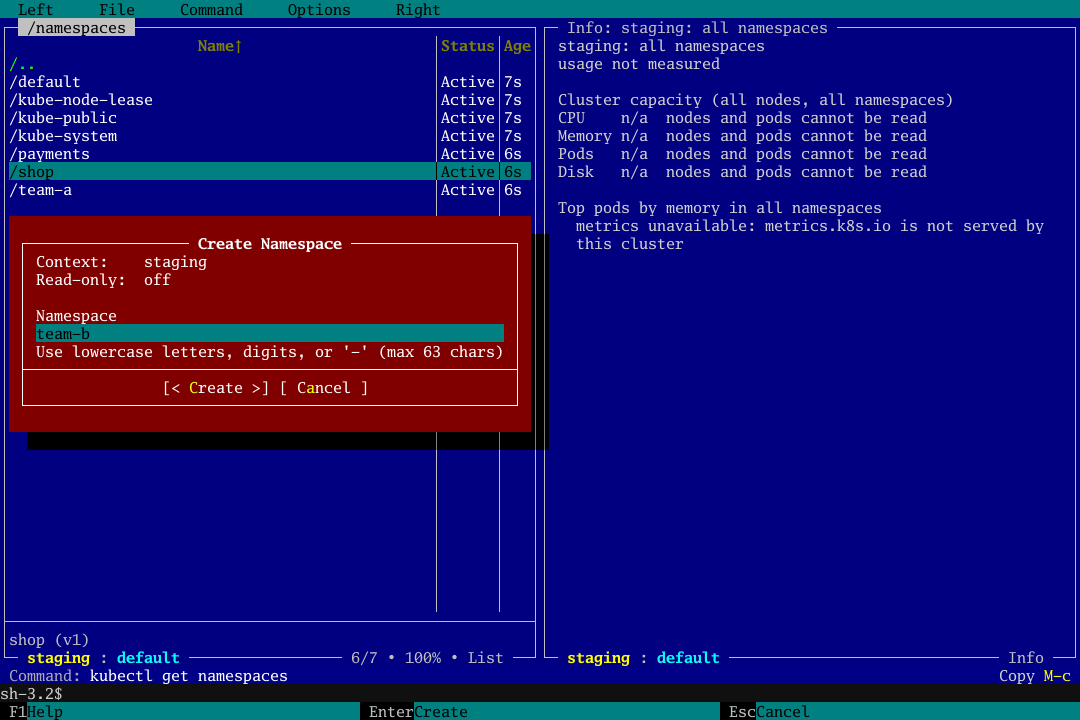 Left File Command Options Right
/namespaces
Name↑ Status Age
/..
/default Active 7s
/kube-node-lease Active 7s
/kube-public Active 7s
/kube-system Active 7s
/payments Active 6s
/shop Active 6s
/team-a Active 6s
Create Namespace
Context: staging
Read-only: off
Namespace
team-b
Use lowercase letters, digits, or '-' (max 63 chars)
[< Create >] [ Cancel ]
shop (v1)
staging : default 6/7 • 100% • List
Info: staging: all namespaces
staging: all namespaces
usage not measured
Cluster capacity (all nodes, all namespaces)
CPU n/a nodes and pods cannot be read
Memory n/a nodes and pods cannot be read
Pods n/a nodes and pods cannot be read
Disk n/a nodes and pods cannot be read
Top pods by memory in all namespaces
metrics unavailable: metrics.k8s.io is not served by
this cluster
staging : default Info
Command: kubectl get namespaces Copy M-c
sh-3.2$
F1Help EnterCreate EscCancel